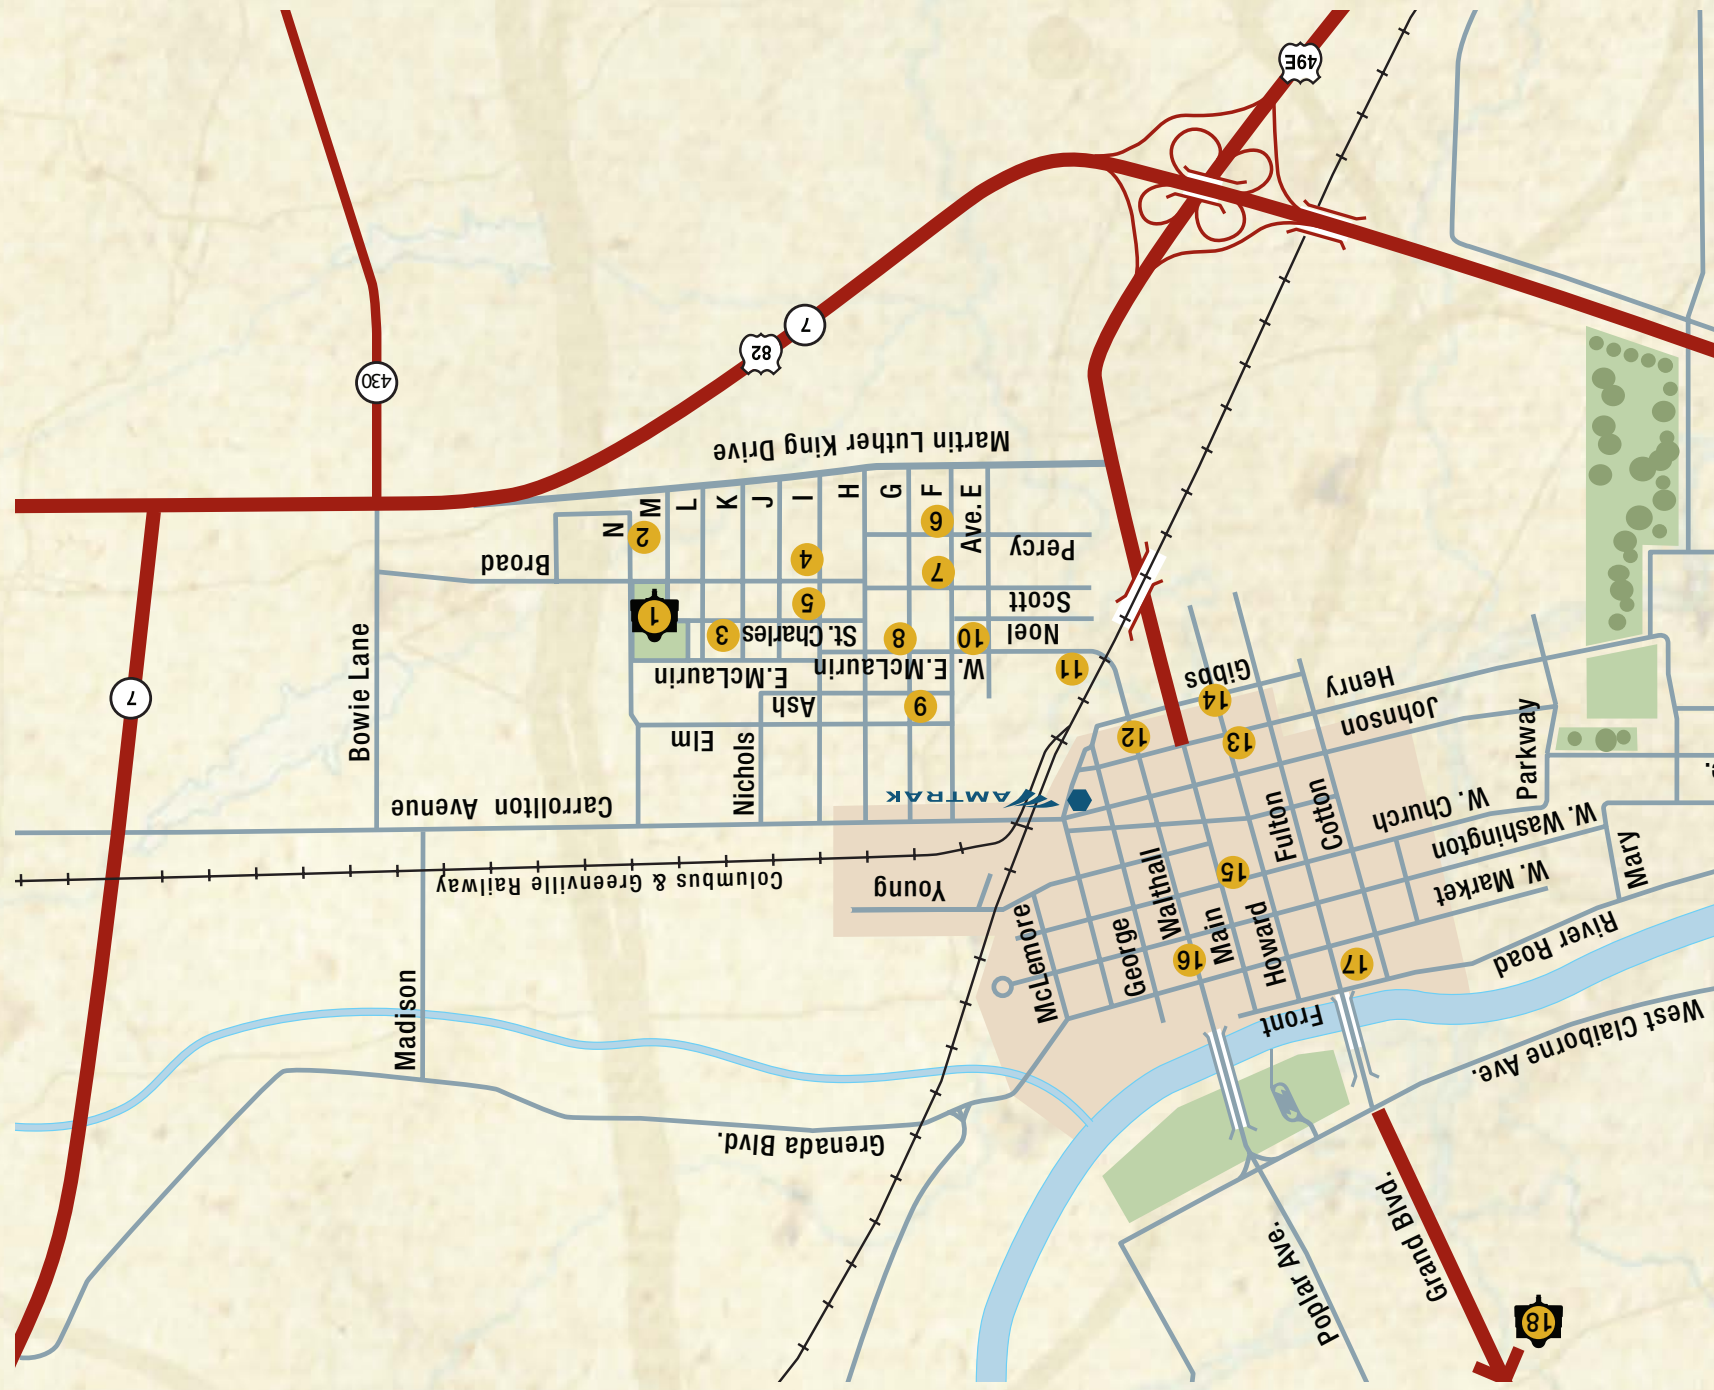 18
Grand Blvd.
Poplar Ave.
Grenada Blvd.
West Claiborne Ave.
Front
Madison
River Road
17
16
McLemore
George
Walthall
Main
Howard
15
Young
Columbus & Greenville Railway
W. Market
Mary
W. Washington
W. Church
Fulton
Cotton
AMTRAK
Carrollton Avenue
Parkway
Nichols
Elm
12
13
14
Johnson
Henry
Gibbs
Ash
9
11
7
Bowie Lane
E.McLaurin
W. E.McLaurin
St. Charles
3
8
10
Noel
1
5
Scott
Broad
4
7
Percy
2
6
N
M
L
K
J
I
H
G
F
Ave. E
Martin Luther King Drive
430
82
7
49E